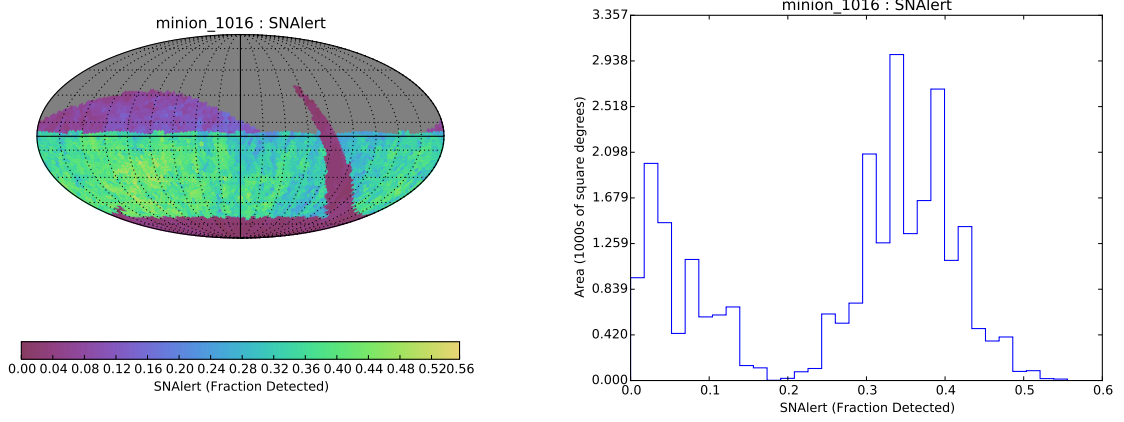 minion_1016 : SNAlert
0.00 0.04 0.08 0.12 0.16 0.20 0.24 0.28 0.32 0.36 0.40 0.44 0.48 0.52 0.56
SNAlert (Fraction Detected)
minion_1016 : SNAlert
3.357
2.938
2.518
2.098
1.679
1.259
0.839
0.420
0.000
Area (1000s of square degrees)
0.0 0.1 0.2 0.3 0.4 0.5 0.6
SNAlert (Fraction Detected)